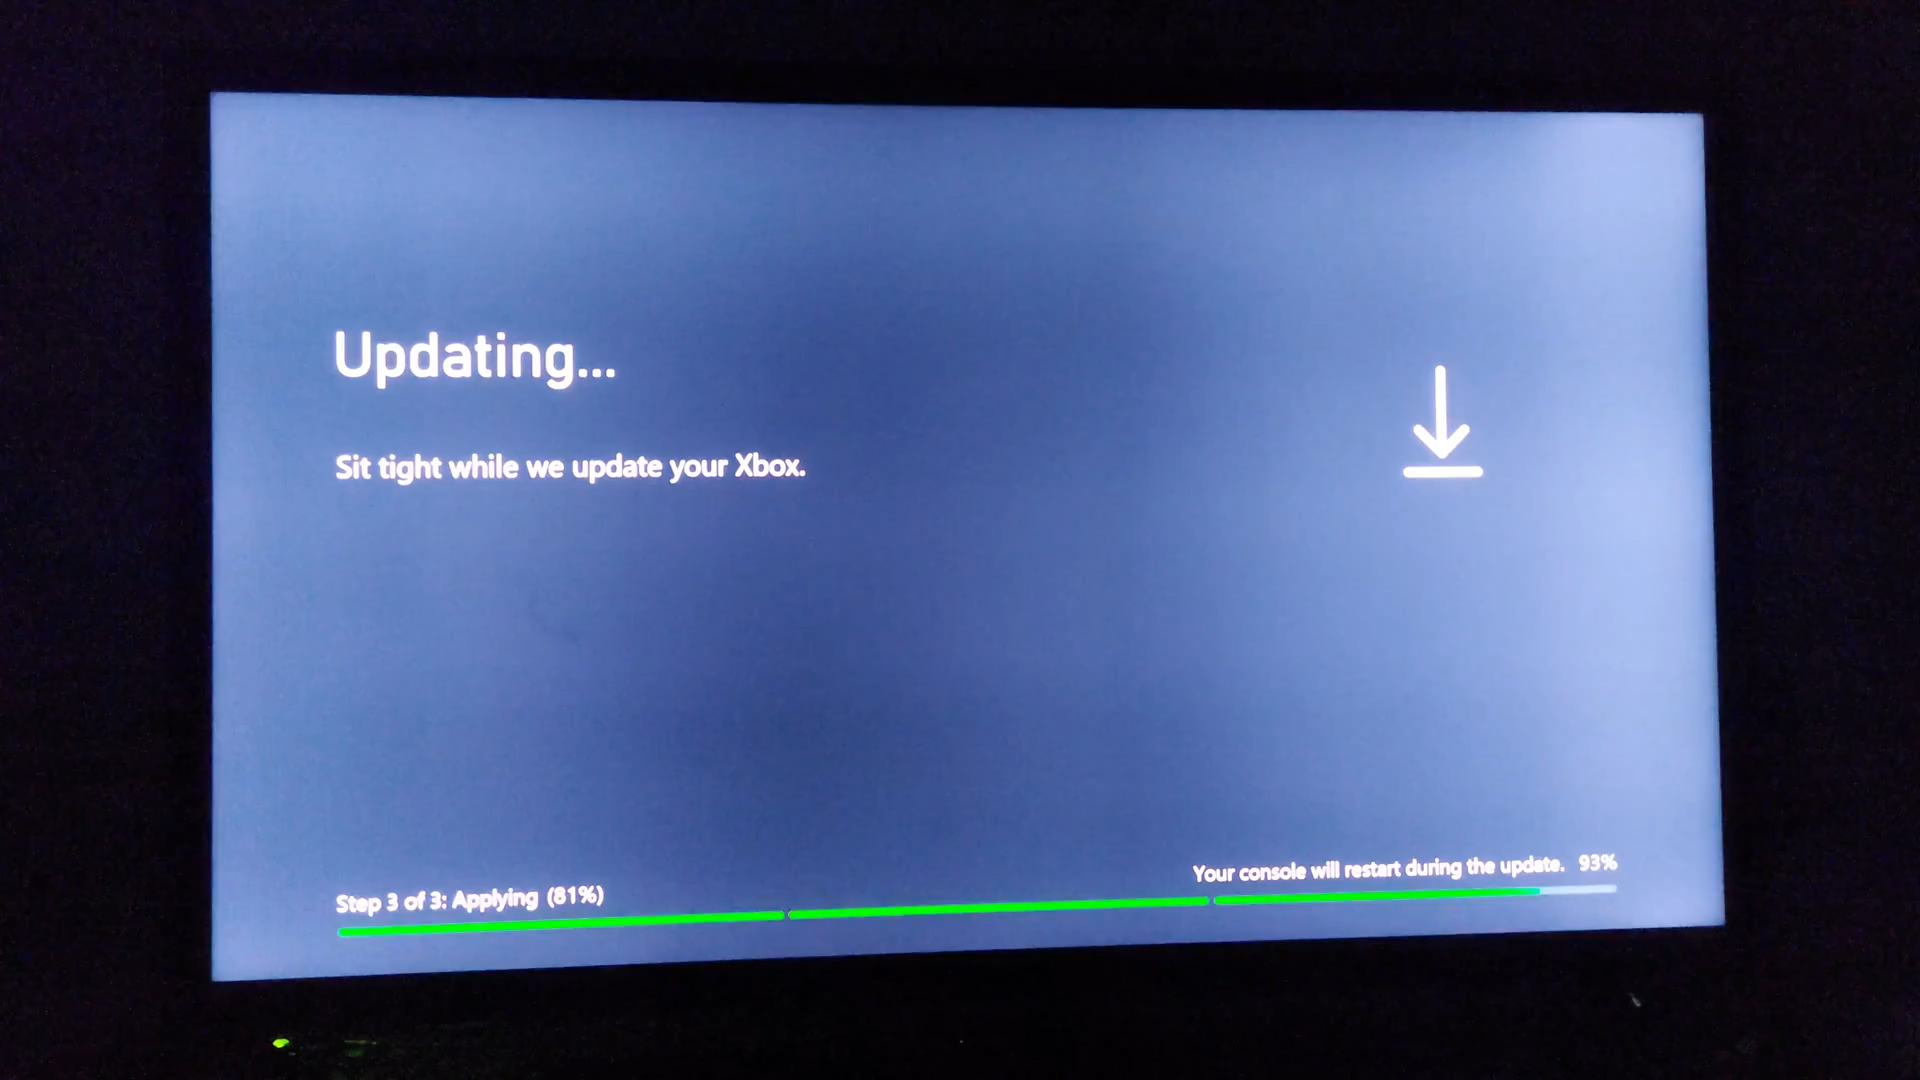 Updating...
Sit tight while we update your Xbox.
Your console will restart during the update. 93%
Step 3 of 3: Applying (81%)